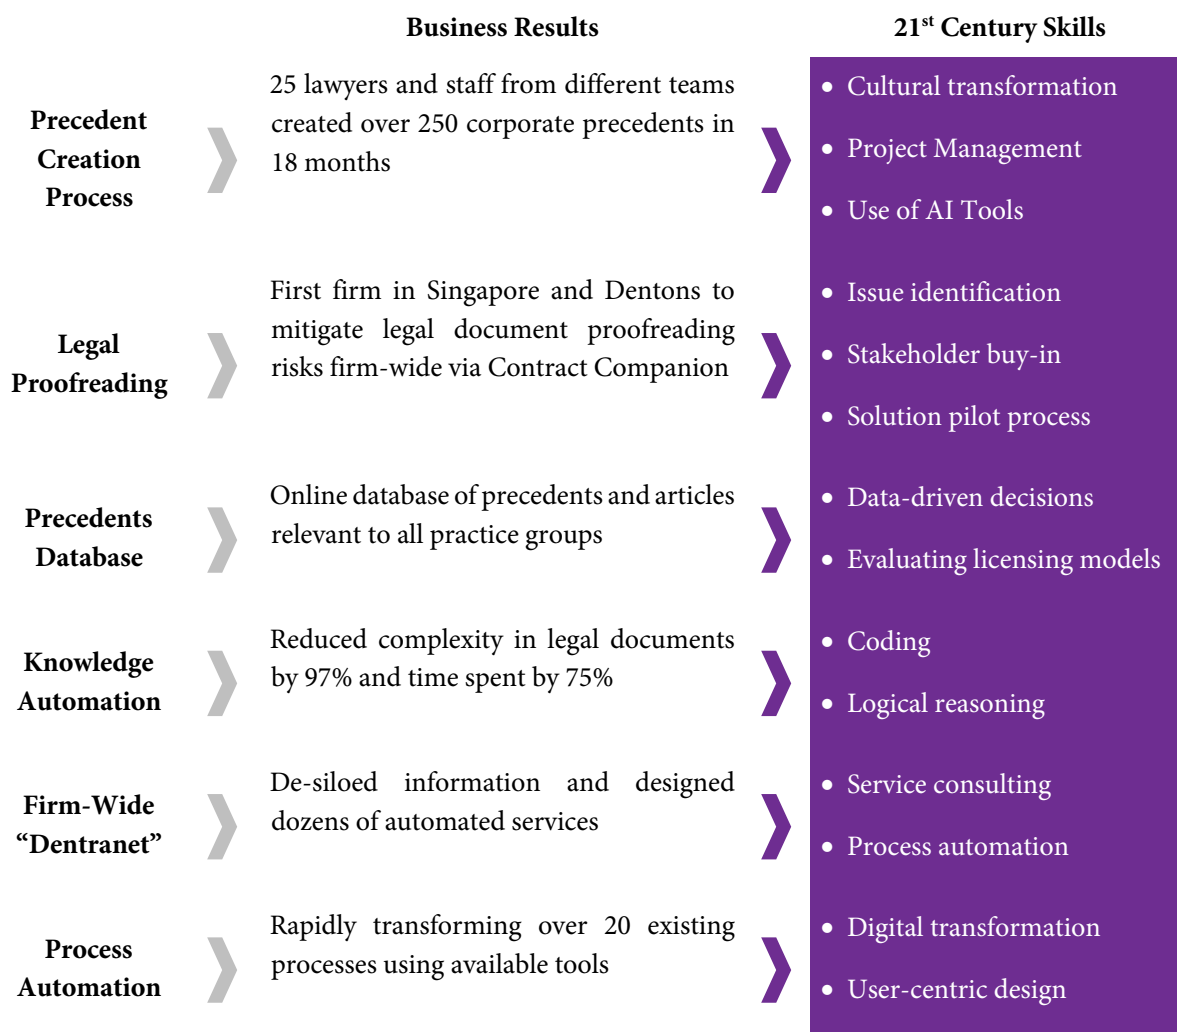 Business Results
21st Century Skills
Precedent
Creation
Process
25 lawyers and staff from different teams
created over 250 corporate precedents in
18 months
• Cultural transformation
• Project Management
• Use of AI Tools
Legal
Proofreading
First firm in Singapore and Dentons to
mitigate legal document proofreading
risks firm-wide via Contract Companion
• Issue identification
• Stakeholder buy-in
• Solution pilot process
Precedents
Database
Online database of precedents and articles
relevant to all practice groups
• Data-driven decisions
• Evaluating licensing models
Knowledge
Automation
Reduced complexity in legal documents
by 97% and time spent by 75%
• Coding
• Logical reasoning
Firm-Wide
“Dentranet”
De-siloed information and designed
dozens of automated services
• Service consulting
• Process automation
Process
Automation
Rapidly transforming over 20 existing
processes using available tools
• Digital transformation
• User-centric design